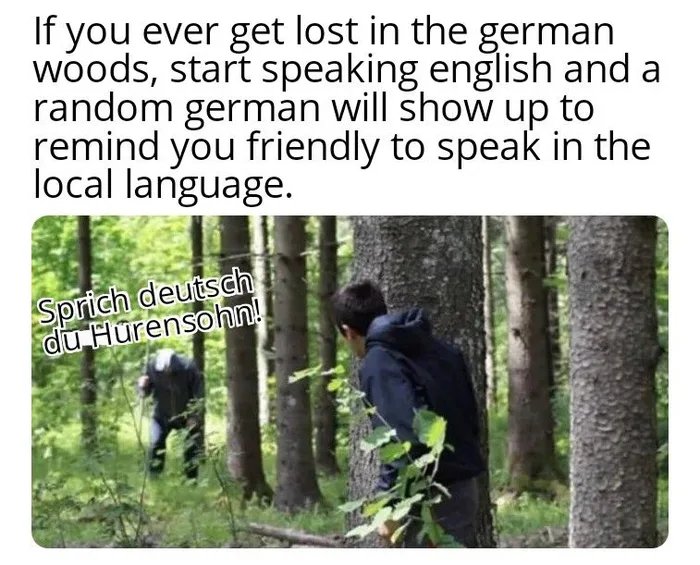 If you ever get lost in the german
woods, start speaking english and a
random german will show up to
remind you friendly to speak in the
local language.
Sprich deutsch
du Hurensohn!